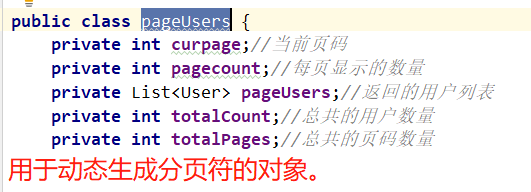 public class pageUsers {
private int curpage;//当前页码
private int pagecount;//每页显示的数量
private List<User> pageUsers;//返回的用户列表
private int totalCount;//总共的用户数量
private int totalPages;//总共的页码数量
用于动态生成分页符的对象。